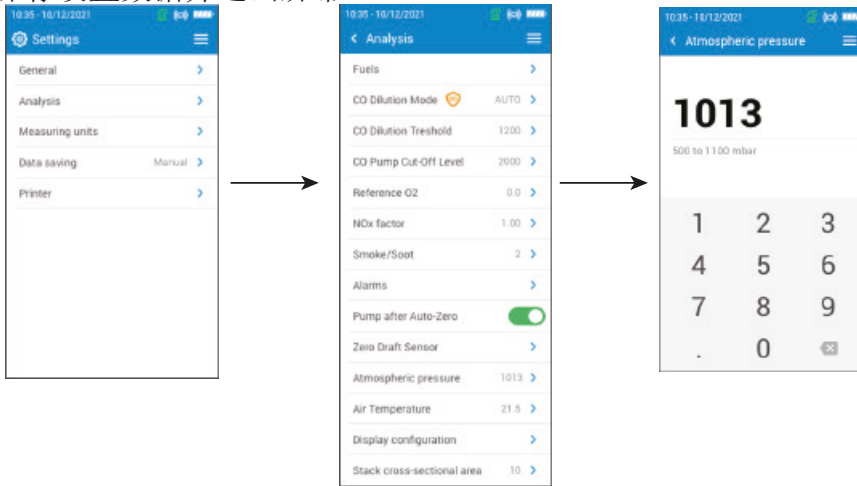 10:35 - 10/12/2021
Settings
General
Analysis
Measuring units
Data saving Manual
Printer
10:35 - 10/12/2021
Analysis
Fuels
CO Dilution Mode AUTO
CO Dilution Treshold 1200
CO Pump Cut-Off Level 2000
Reference O2 0.0
NOx factor 1.00
Smoke/Soot 2
Alarms
Pump after Auto-Zero
Zero Draft Sensor
Atmospheric pressure 1013
Air Temperature 21.5
Display configuration
Stack cross-sectional area 10
10:35 - 10/12/2021
Atmospheric pressure
1013
500 to 1100 mbar
1 2 3
4 5 6
7 8 9
. 0